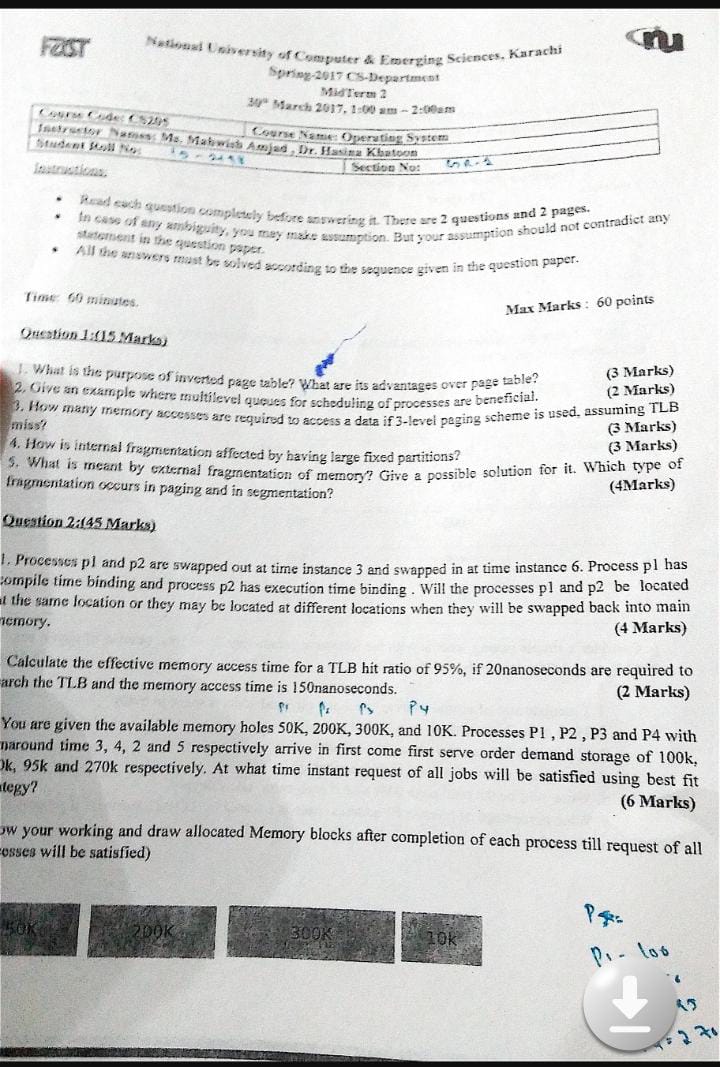 FAST
National University of Computer & Emerging Sciences, Karachi
Spring-2017 CS-Department
MidTerm 2
30th March 2017, 1:00 am – 2:00am
Course Code: CS205
Course Name: Operating System
Instructor Names: Ms. Mahwish Amjad, Dr. Hasina Khatoon
Student Roll No:
Section No:
Instructions:
• Read each question completely before answering it. There are 2 questions and 2 pages.
• In case of any ambiguity, you may make assumption. But your assumption should not contradict any
statement in the question paper.
• All the answers must be solved according to the sequence given in the question paper.
Time: 60 minutes.
Max Marks : 60 points
Question 1:(15 Marks)
1. What is the purpose of inverted page table? What are its advantages over page table? (3 Marks)
2. Give an example where multilevel queues for scheduling of processes are beneficial. (2 Marks)
3. How many memory accesses are required to access a data if 3-level paging scheme is used, assuming TLB
miss? (3 Marks)
4. How is internal fragmentation affected by having large fixed partitions? (3 Marks)
5. What is meant by external fragmentation of memory? Give a possible solution for it. Which type of
fragmentation occurs in paging and in segmentation? (4Marks)
Question 2:(45 Marks)
1. Processes p1 and p2 are swapped out at time instance 3 and swapped in at time instance 6. Process p1 has
compile time binding and process p2 has execution time binding . Will the processes p1 and p2 be located
at the same location or they may be located at different locations when they will be swapped back into main
memory. (4 Marks)
Calculate the effective memory access time for a TLB hit ratio of 95%, if 20nanoseconds are required to
arch the TLB and the memory access time is 150nanoseconds. (2 Marks)
P1 P2 P3 P4
You are given the available memory holes 50K, 200K, 300K, and 10K. Processes P1 , P2 , P3 and P4 with
naround time 3, 4, 2 and 5 respectively arrive in first come first serve order demand storage of 100k,
0k, 95k and 270k respectively. At what time instant request of all jobs will be satisfied using best fit
tegy? (6 Marks)
ow your working and draw allocated Memory blocks after completion of each process till request of all
esses will be satisfied)
50K 200K 300K 10k
P1 - 100
= 270